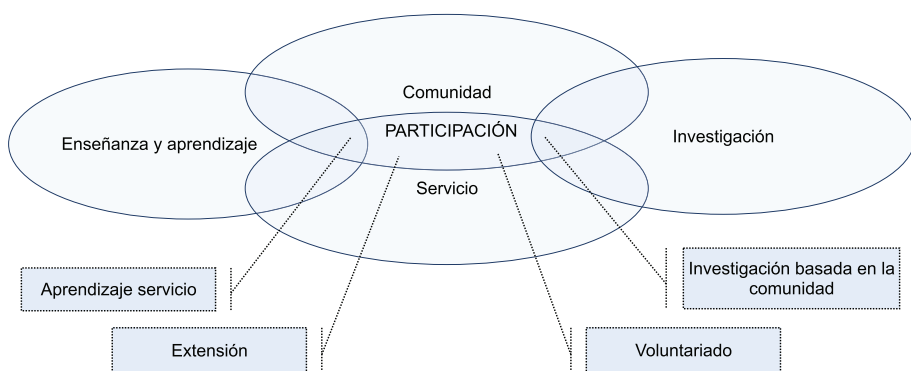 Comunidad
PARTICIPACIÓN
Enseñanza y aprendizaje
Investigación
Servicio
Aprendizaje servicio
Investigación basada en la
comunidad
Extensión
Voluntariado